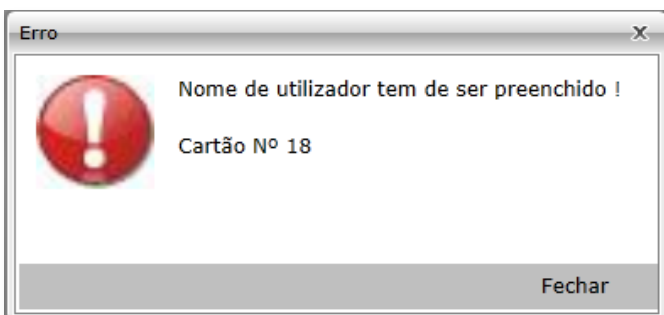 Erro
Nome de utilizador tem de ser preenchido !
Cartão Nº 18
Fechar